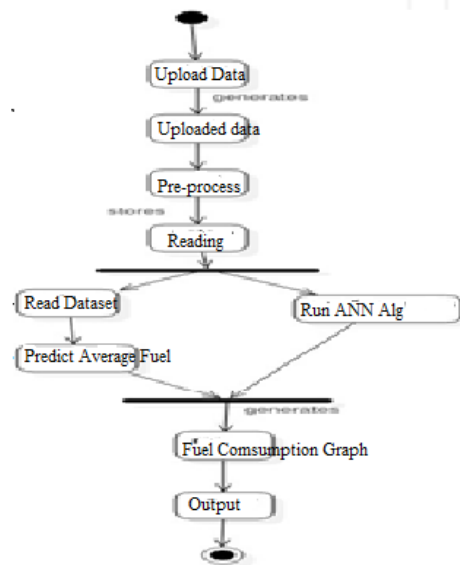 Upload Data
generates
Uploaded data
Pre-process
stores
Reading
Read Dataset
Run ANN Alg
Predict Average Fuel
generates
Fuel Comsumption Graph
Output